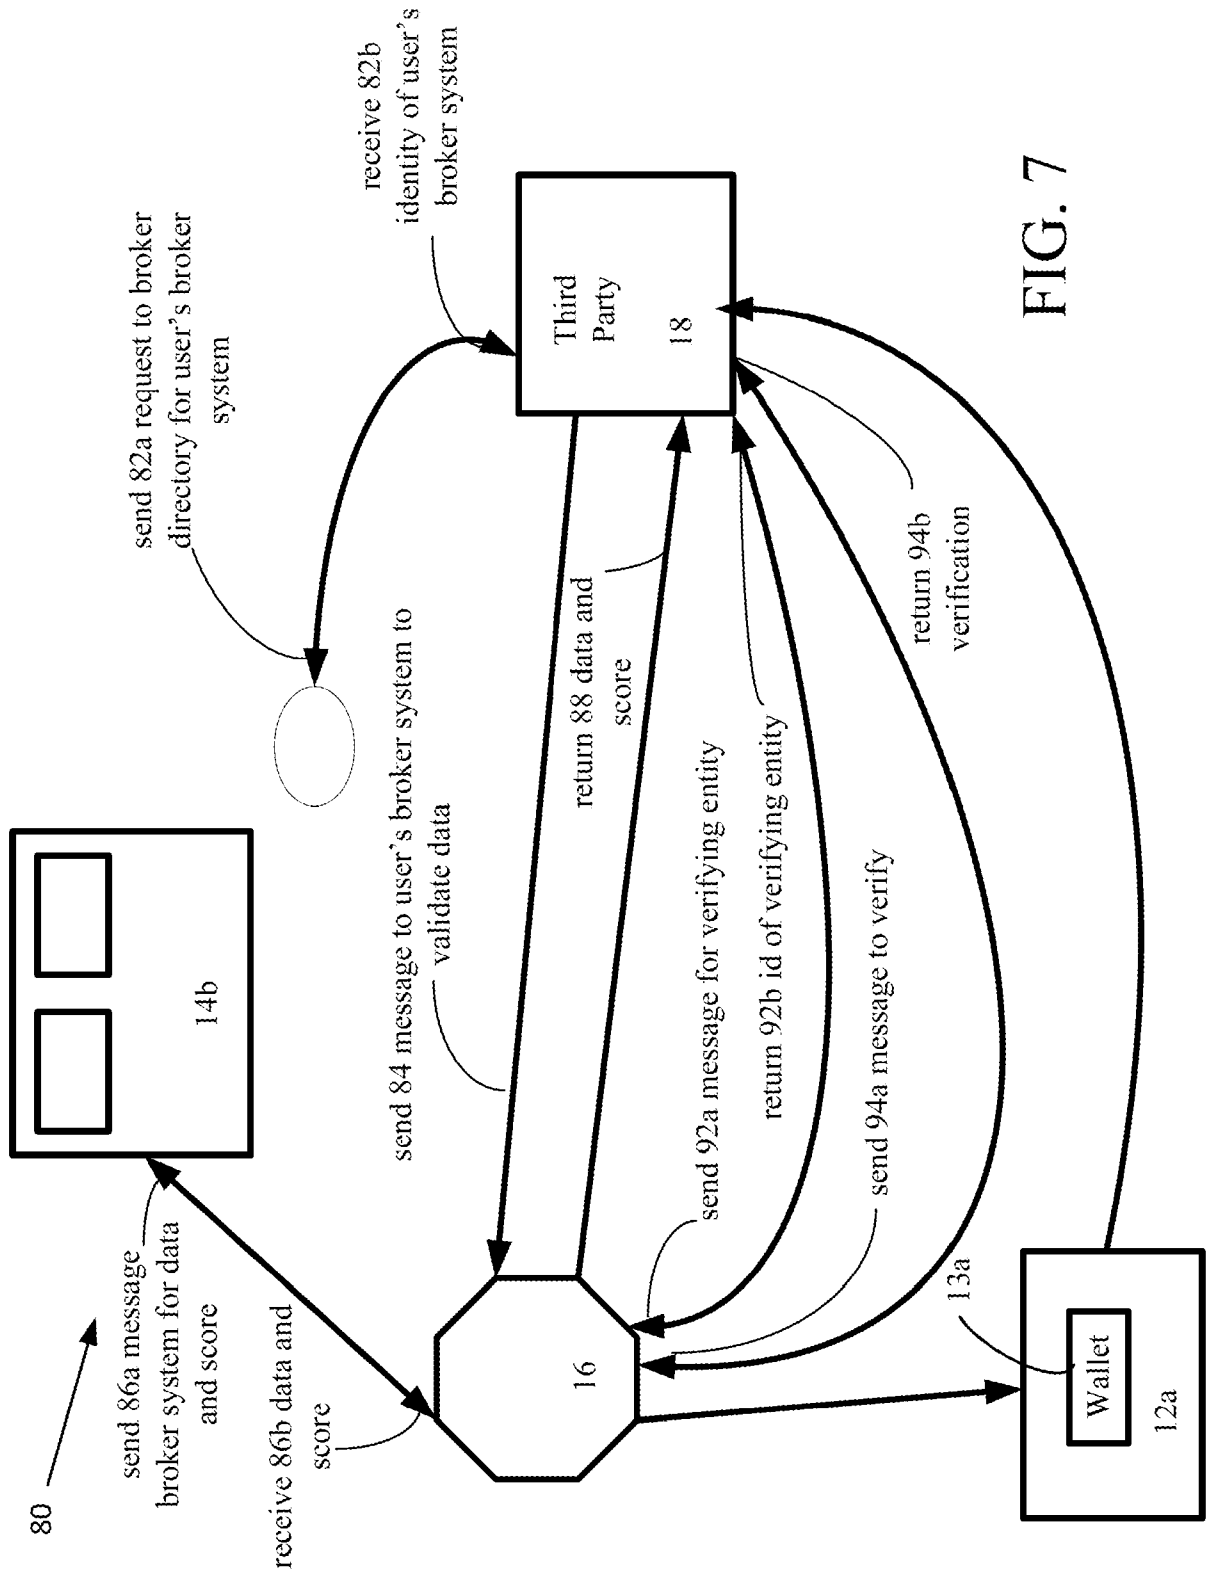 80
send 86a message
broker system for data
and score
receive 86b data and
score
14b
send 82a request to broker
directory for user's broker
system
receive 82b
identity of user's
broker system
send 84 message to user's broker system to
validate data
return 88 data and
score
Third
Party
18
16
send 92a message for verifying entity
return 92b id of verifying entity
send 94a message to verify
return 94b
verification
13a
Wallet
12a
FIG. 7